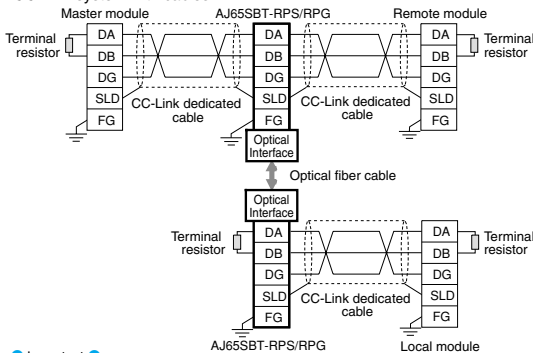 Master module
AJ65SBT-RPS/RPG
Remote module
Terminal
resistor
DA
DB
DG
SLD
FG
CC-Link dedicated
cable
DA
DB
DG
SLD
FG
Optical
Interface
CC-Link dedicated
cable
DA
DB
DG
SLD
FG
Terminal
resistor
Optical fiber cable
Optical
Interface
Terminal
resistor
DA
DB
DG
SLD
FG
CC-Link dedicated
cable
DA
DB
DG
SLD
FG
Terminal
resistor
AJ65SBT-RPS/RPG
Local module